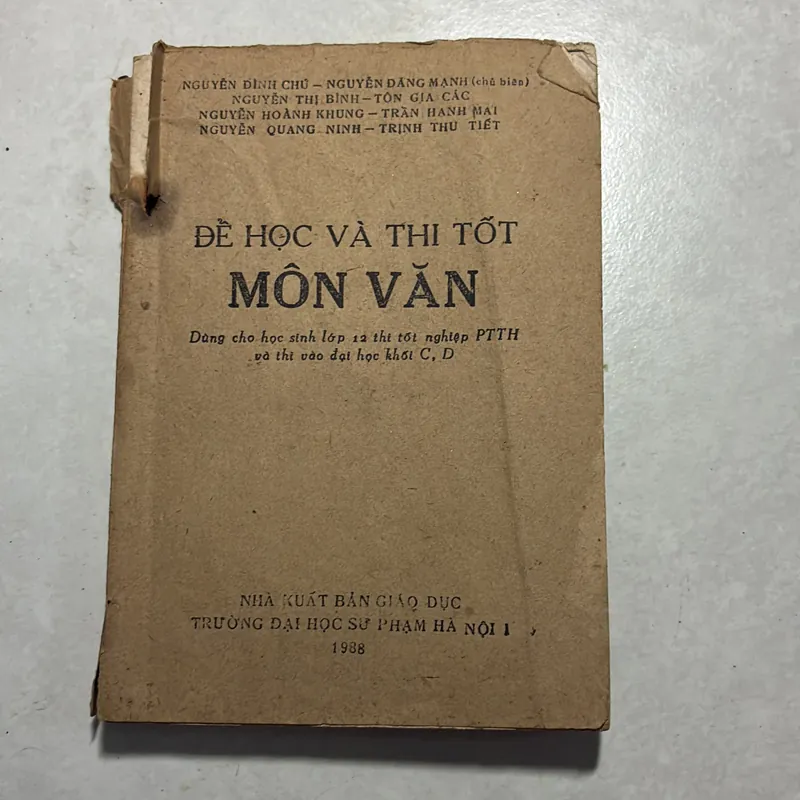 NGUYỄN ĐÌNH CHÚ - NGUYỄN ĐĂNG MẠNH (chủ biên)
NGUYỄN THỊ BÌNH - TÔN GIA CÁC
NGUYỄN HOÀNH KHUNG - TRẦN HẠNH MAI
NGUYỄN QUANG NINH - TRỊNH THU TIẾT
ĐỂ HỌC VÀ THI TỐT
MÔN VĂN
Dùng cho học sinh lớp 12 thi tốt nghiệp PTTH
và thi vào đại học khối C, D
NHÀ XUẤT BẢN GIÁO DỤC
TRƯỜNG ĐẠI HỌC SƯ PHẠM HÀ NỘI I
1988